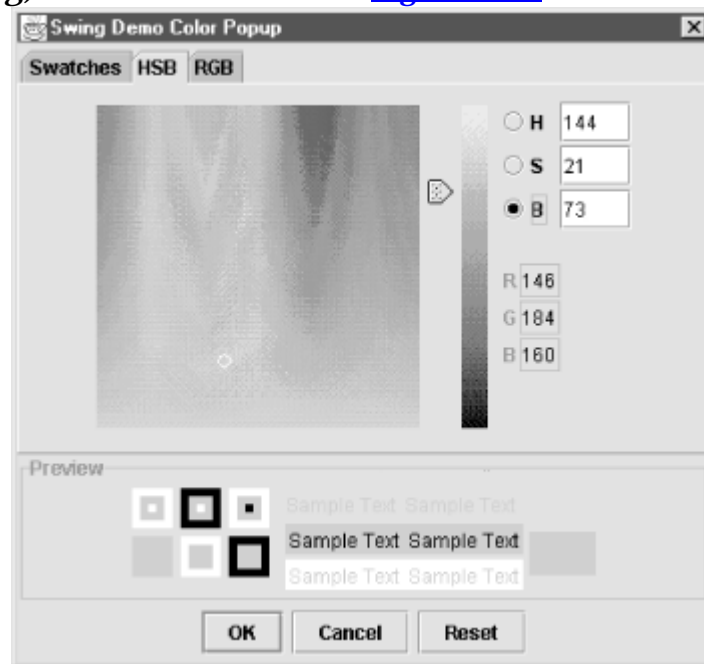 g,
Swing Demo Color Popup
Swatches HSB RGB
H 144
S 21
B 73
R 146
G 184
B 160
Preview
Sample Text Sample Text
Sample Text Sample Text
Sample Text Sample Text
OK Cancel Reset